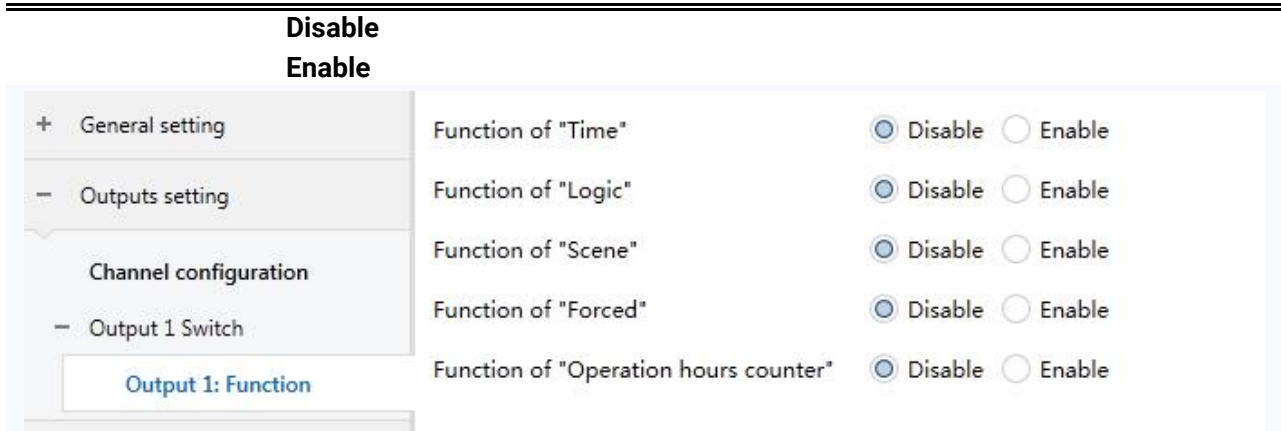 Disable
Enable
+ General setting
− Outputs setting
Channel configuration
− Output 1 Switch
Output 1: Function
Function of "Time" Disable Enable
Function of "Logic" Disable Enable
Function of "Scene" Disable Enable
Function of "Forced" Disable Enable
Function of "Operation hours counter" Disable Enable